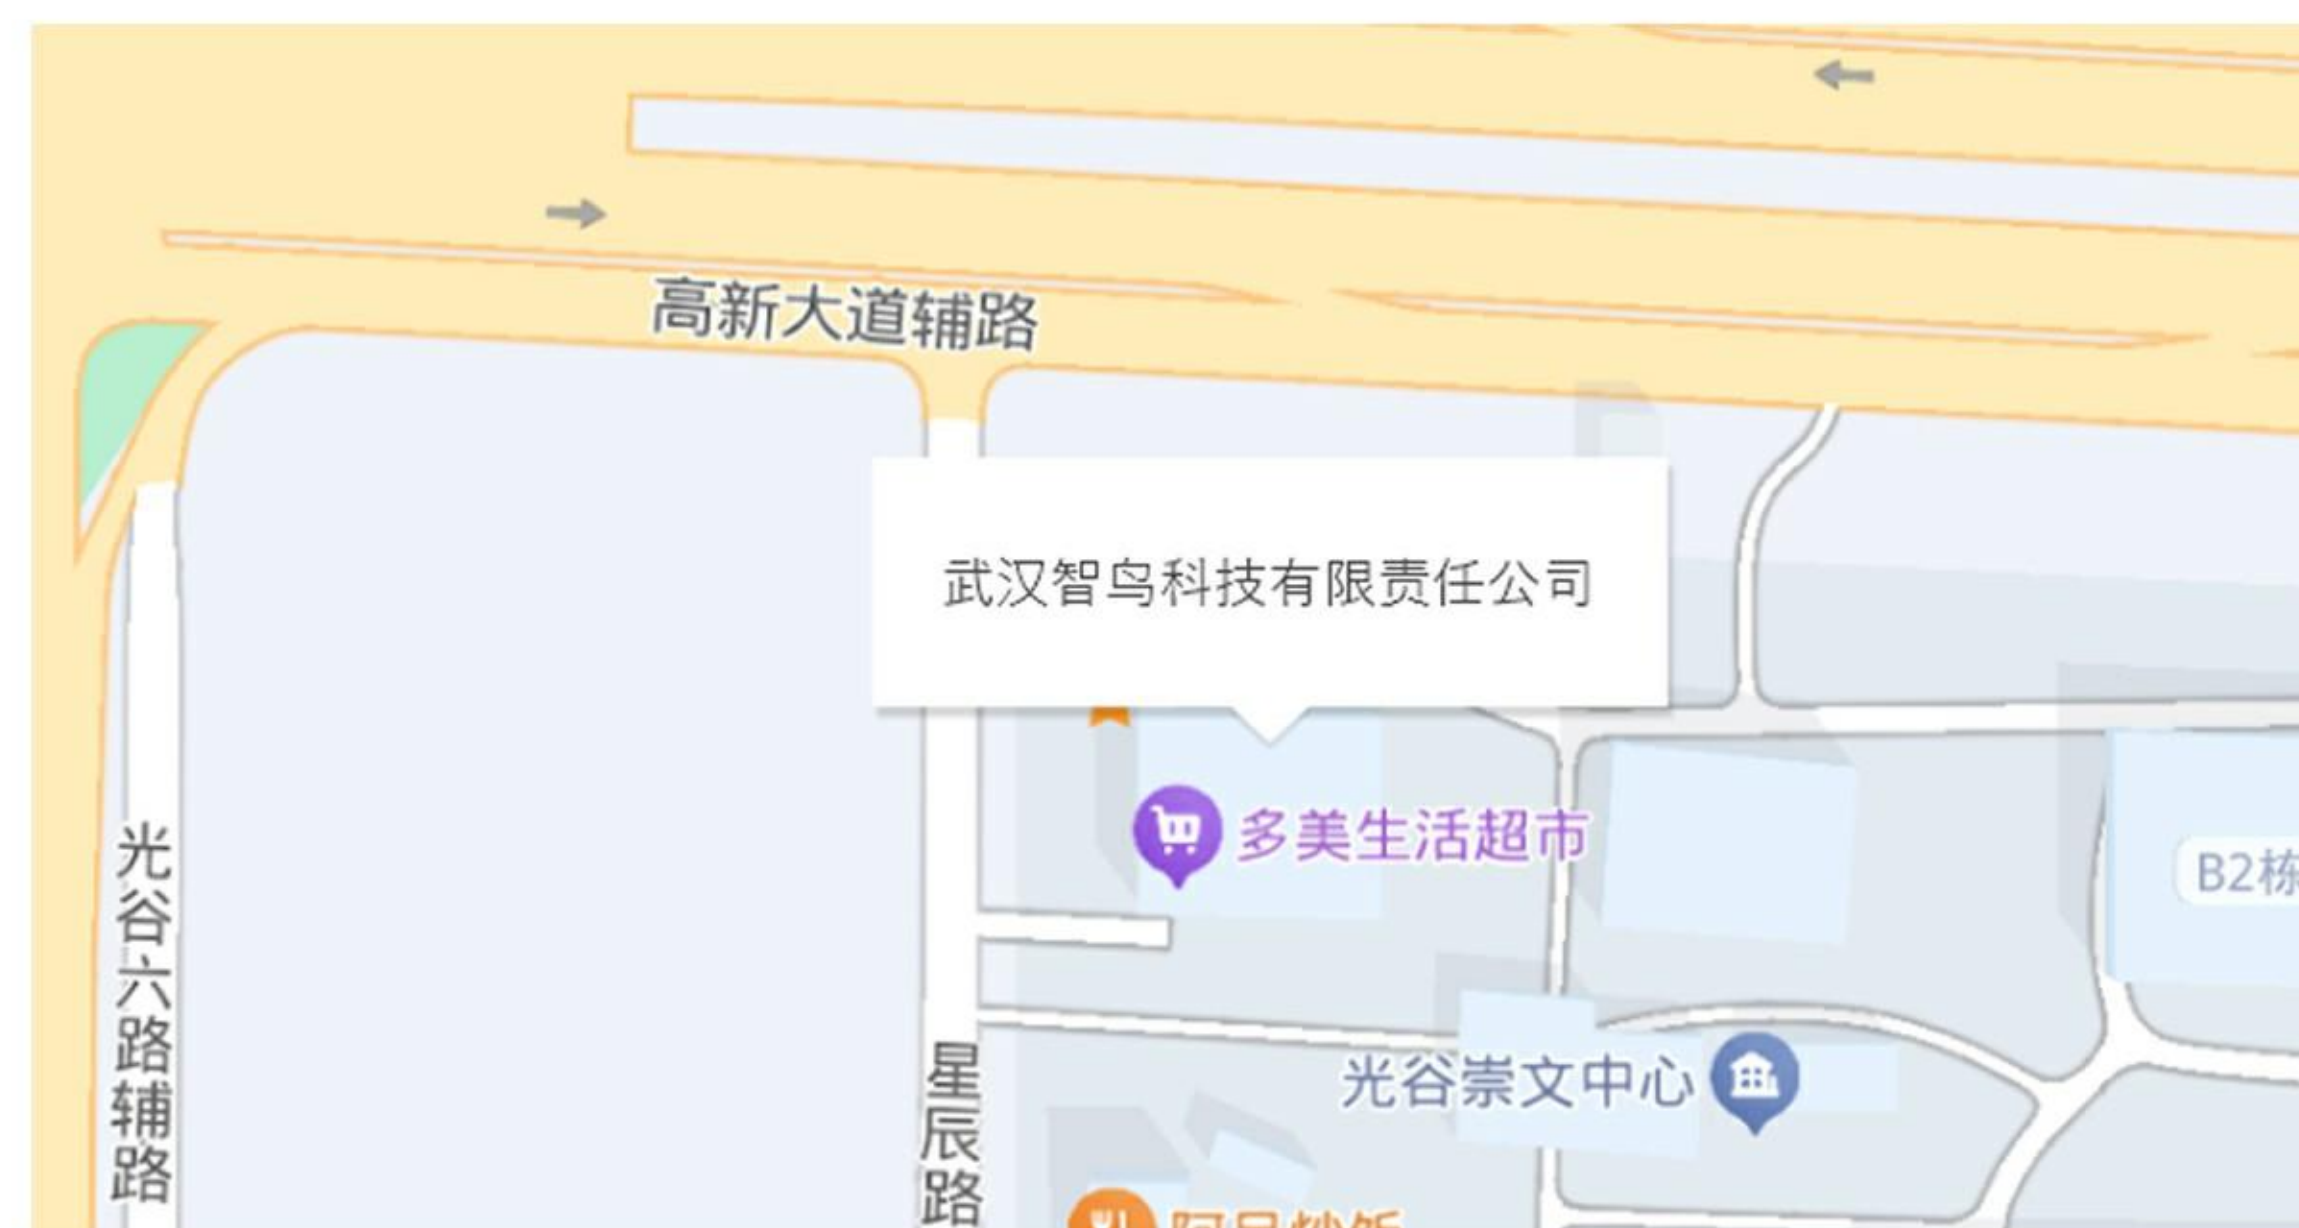 高新大道辅路
武汉智鸟科技有限责任公司
多美生活超市
B2栋
光谷六路辅路
星辰路
光谷崇文中心